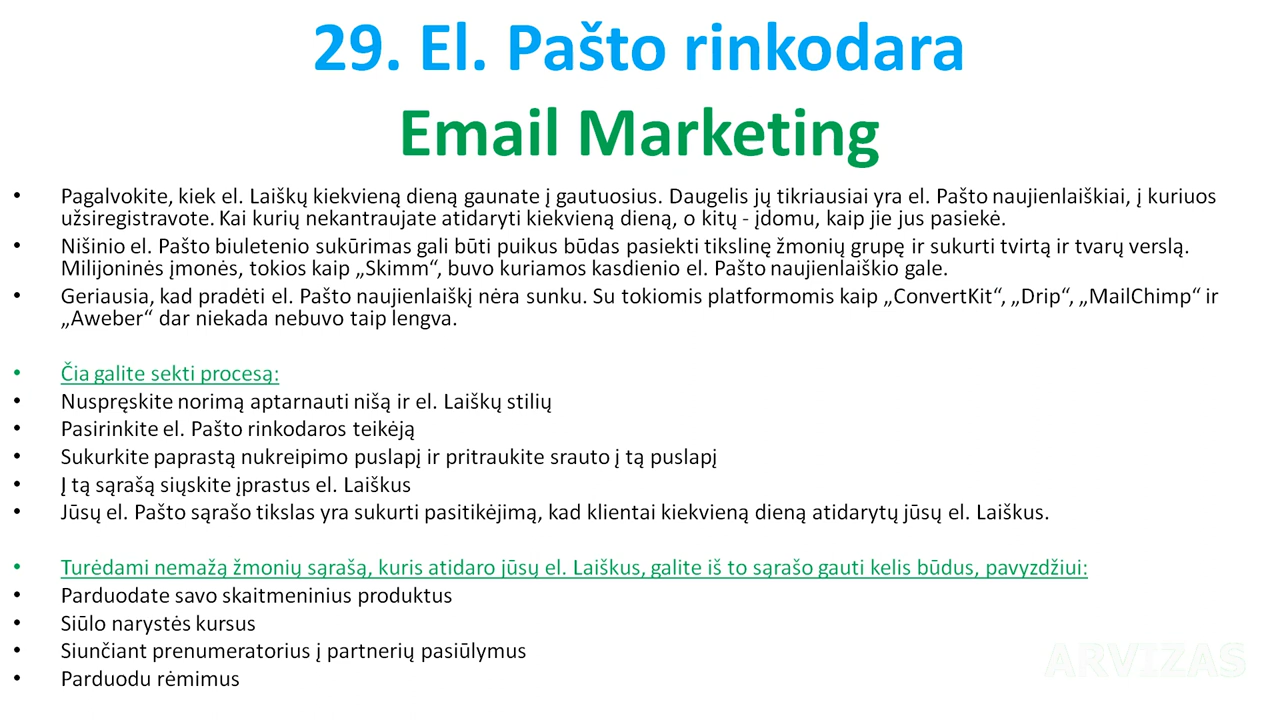 29. El. Pašto rinkodara
Email Marketing
• Pagalvokite, kiek el. Laiškų kiekvieną dieną gaunate į gautuosius. Daugelis jų tikriausiai yra el. Pašto naujienlaiškiai, į kuriuos
užsiregistravote. Kai kurių nekantraujate atidaryti kiekvieną dieną, o kitų - įdomu, kaip jie jus pasiekė.
• Nišinio el. Pašto biuletenio sukūrimas gali būti puikus būdas pasiekti tikslinę žmonių grupę ir sukurti tvirtą ir tvarų verslą.
Milijoninės įmonės, tokios kaip „Skimm“, buvo kuriamos kasdienio el. Pašto naujienlaiškio gale.
• Geriausia, kad pradėti el. Pašto naujienlaiškį nėra sunku. Su tokiomis platformomis kaip „ConvertKit“, „Drip“, „MailChimp“ ir
„Aweber“ dar niekada nebuvo taip lengva.
• Čia galite sekti procesą:
• Nuspręskite norimą aptarnauti nišą ir el. Laiškų stilių
• Pasirinkite el. Pašto rinkodaros teikėją
• Sukurkite paprastą nukreipimo puslapį ir pritraukite srauto į tą puslapį
• Į tą sąrašą siųskite įprastus el. Laiškus
• Jūsų el. Pašto sąrašo tikslas yra sukurti pasitikėjimą, kad klientai kiekvieną dieną atidarytų jūsų el. Laiškus.
• Turėdami nemažą žmonių sąrašą, kuris atidaro jūsų el. Laiškus, galite iš to sąrašo gauti kelis būdus, pavyzdžiui:
• Parduodate savo skaitmeninius produktus
• Siūlo narystės kursus
• Siunčiant prenumeratorius į partnerių pasiūlymus
• Parduodu rėmimus
ARVIZAS